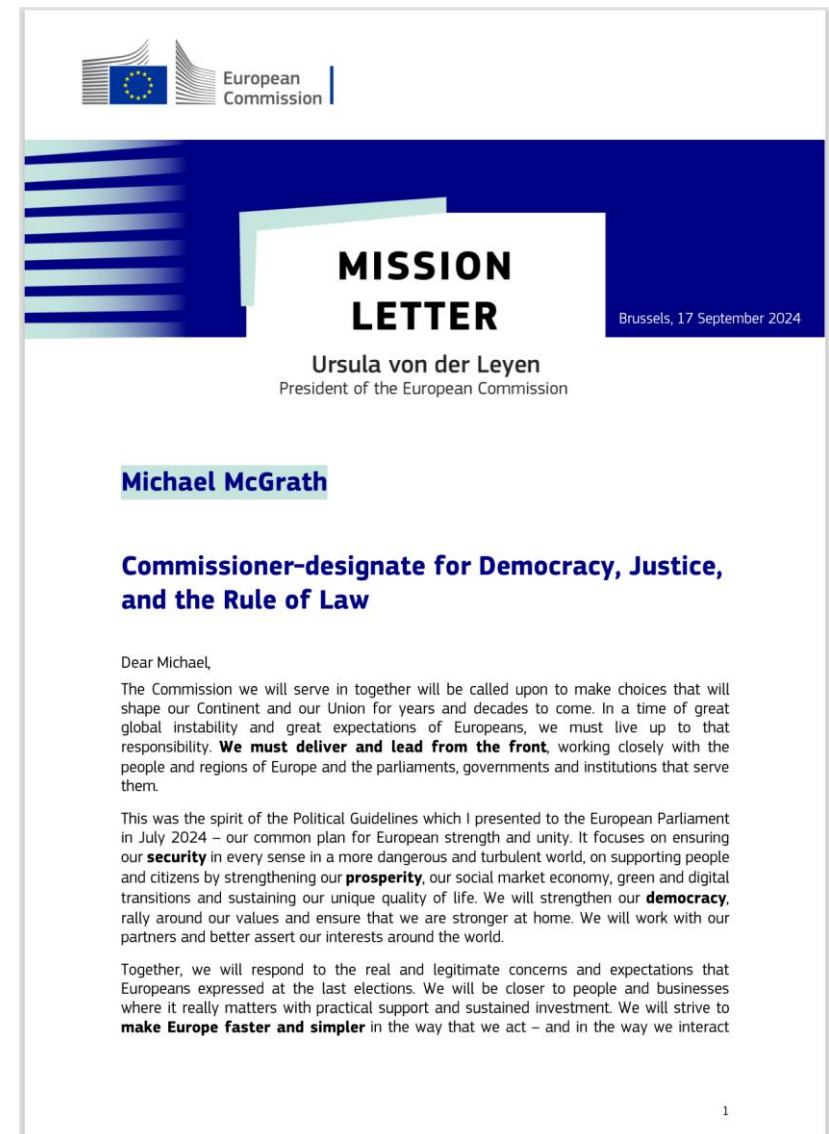 European
Commission
MISSION
LETTER
Brussels, 17 September 2024
Ursula von der Leyen
President of the European Commission
Michael McGrath
Commissioner-designate for Democracy, Justice,
and the Rule of Law
Dear Michael,
The Commission we will serve in together will be called upon to make choices that will
shape our Continent and our Union for years and decades to come. In a time of great
global instability and great expectations of Europeans, we must live up to that
responsibility. We must deliver and lead from the front, working closely with the
people and regions of Europe and the parliaments, governments and institutions that serve
them.
This was the spirit of the Political Guidelines which I presented to the European Parliament
in July 2024 – our common plan for European strength and unity. It focuses on ensuring
our security in every sense in a more dangerous and turbulent world, on supporting people
and citizens by strengthening our prosperity, our social market economy, green and digital
transitions and sustaining our unique quality of life. We will strengthen our democracy,
rally around our values and ensure that we are stronger at home. We will work with our
partners and better assert our interests around the world.
Together, we will respond to the real and legitimate concerns and expectations that
Europeans expressed at the last elections. We will be closer to people and businesses
where it really matters with practical support and sustained investment. We will strive to
make Europe faster and simpler in the way that we act – and in the way we interact
1